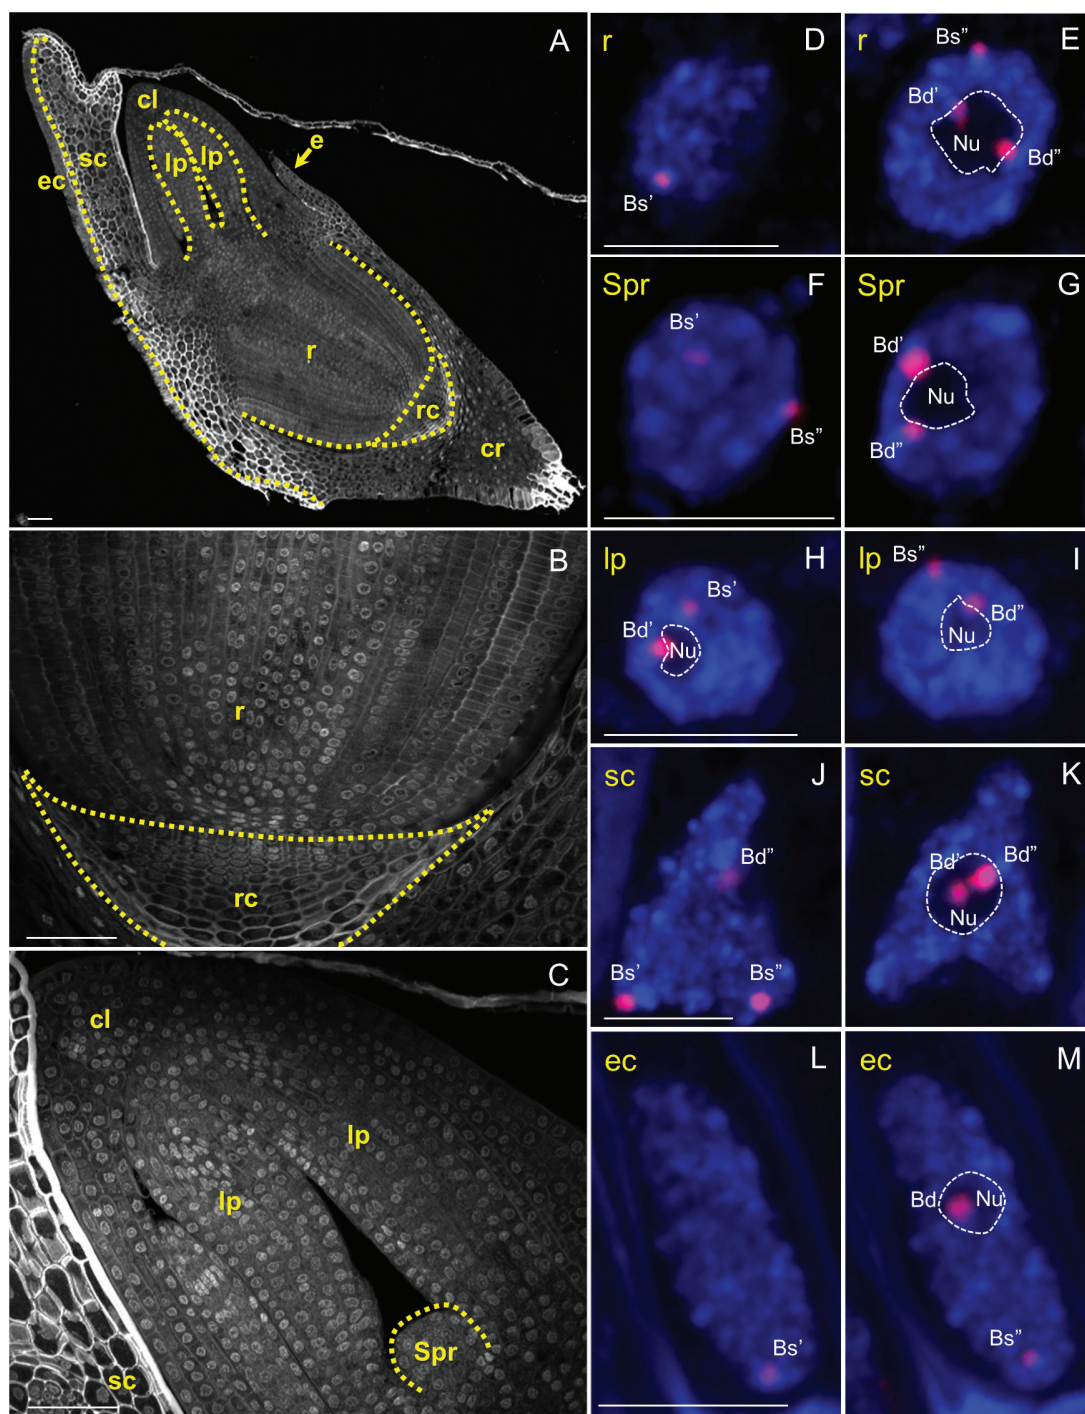 A
cl
lp
lp
e
sc
ec
r
rc
cr
B
r
rc
C
cl
lp
lp
Spr
sc
r D
Bs’
r E
Bs”
Bd’
Nu
Bd”
Spr F
Bs’
Bs”
Spr G
Bd’
Nu
Bd”
lp H
Bs’
Bd’
Nu
lp I
Bs”
Bd”
Nu
sc J
Bd”
Bs’ Bs”
sc K
Bd’ Bd”
Nu
ec L
Bs’
ec M
Bd Nu
Bs”